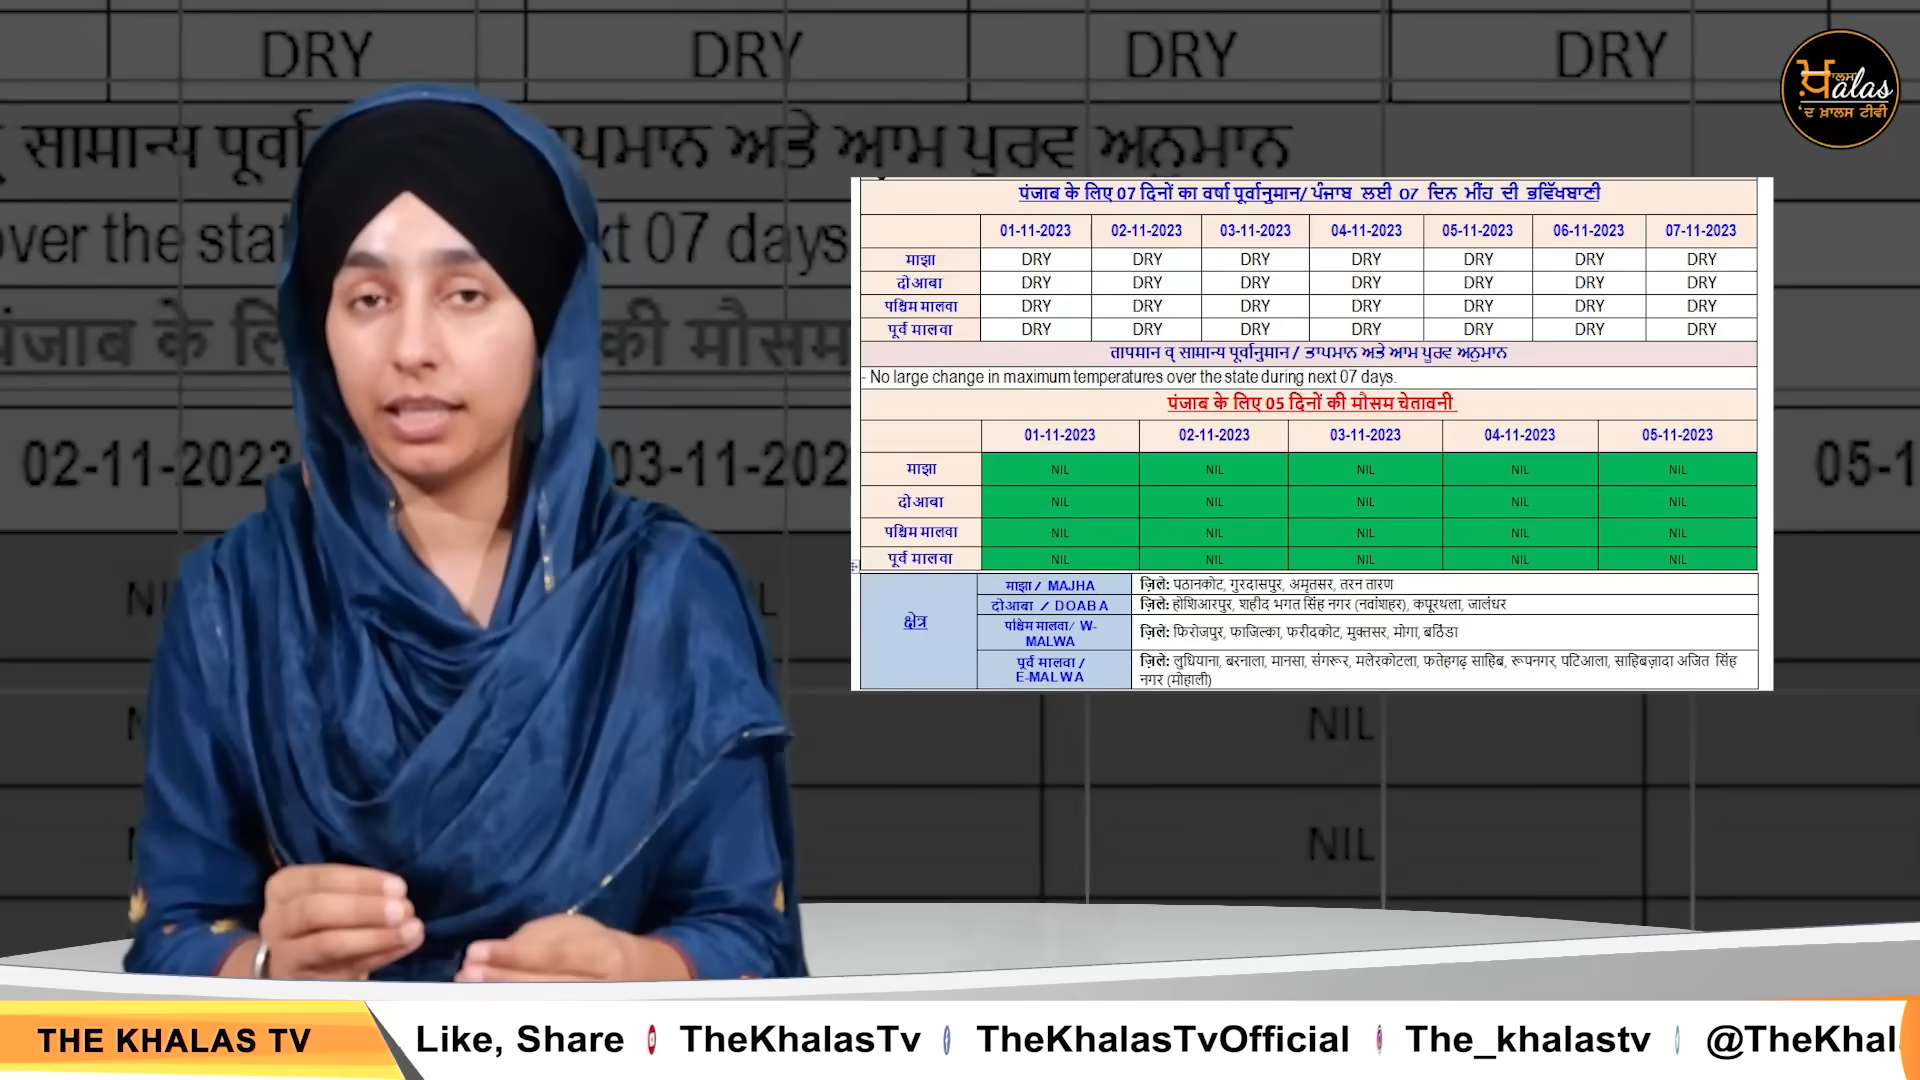 DRY DRY DRY DRY
सामान्य पूर्वा ਪਮਾਨ ਅਤੇ ਆਮ ਪੂਰਵ ਅਨੁਮਾਨ
over the sta xt 07 days
पंजाब के लि की मौसम
02-11-2023 03-11-202 05-1
NIL
NIL
ਖ਼ਾਲਸ
Khalas
'ਦ ਖ਼ਾਲਸ ਟੀਵੀ
पंजाब के लिए 07 दिनों का वर्षा पूर्वानुमान/ ਪੰਜਾਬ ਲਈ 07 ਦਿਨ ਮੀਂਹ ਦੀ ਭਵਿੱਖਬਾਣੀ
01-11-2023 02-11-2023 03-11-2023 04-11-2023 05-11-2023 06-11-2023 07-11-2023
माझा DRY DRY DRY DRY DRY DRY DRY
दोआबा DRY DRY DRY DRY DRY DRY DRY
पश्चिम मालवा DRY DRY DRY DRY DRY DRY DRY
पूर्व मालवा DRY DRY DRY DRY DRY DRY DRY
तापमान व् सामान्य पूर्वानुमान / ਤਾਪਮਾਨ ਅਤੇ ਆਮ ਪੂਰਵ ਅਨੁਮਾਨ
- No large change in maximum temperatures over the state during next 07 days.
पंजाब के लिए 05 दिनों की मौसम चेतावनी
01-11-2023 02-11-2023 03-11-2023 04-11-2023 05-11-2023
माझा NIL NIL NIL NIL NIL
दोआबा NIL NIL NIL NIL NIL
पश्चिम मालवा NIL NIL NIL NIL NIL
पूर्व मालवा NIL NIL NIL NIL NIL
क्षेत्र
माझा / MAJHA ज़िले: पठानकोट, गुरदासपुर, अमृतसर, तरन तारण
दोआबा / DOABA ज़िले: होशिआरपुर, शहीद भगत सिंह नगर (नवांशहर), कपूरथला, जालंधर
पश्चिम मालवा/ W-
MALWA ज़िले: फिरोजपुर, फाजिल्का, फरीदकोट, मुक्तसर, मोगा, बठिंडा
पूर्व मालवा / 
E-MALWA ज़िले: लुधियाना, बरनाला, मानसा, संगरूर, मलेरकोटला, फतेहगढ़ साहिब, रूपनगर, पटिआला, साहिबज़ादा अजित सिंह
नगर (मोहाली)
THE KHALAS TV Like, Share TheKhalasTv TheKhalasTvOfficial The_khalastv @TheKhal